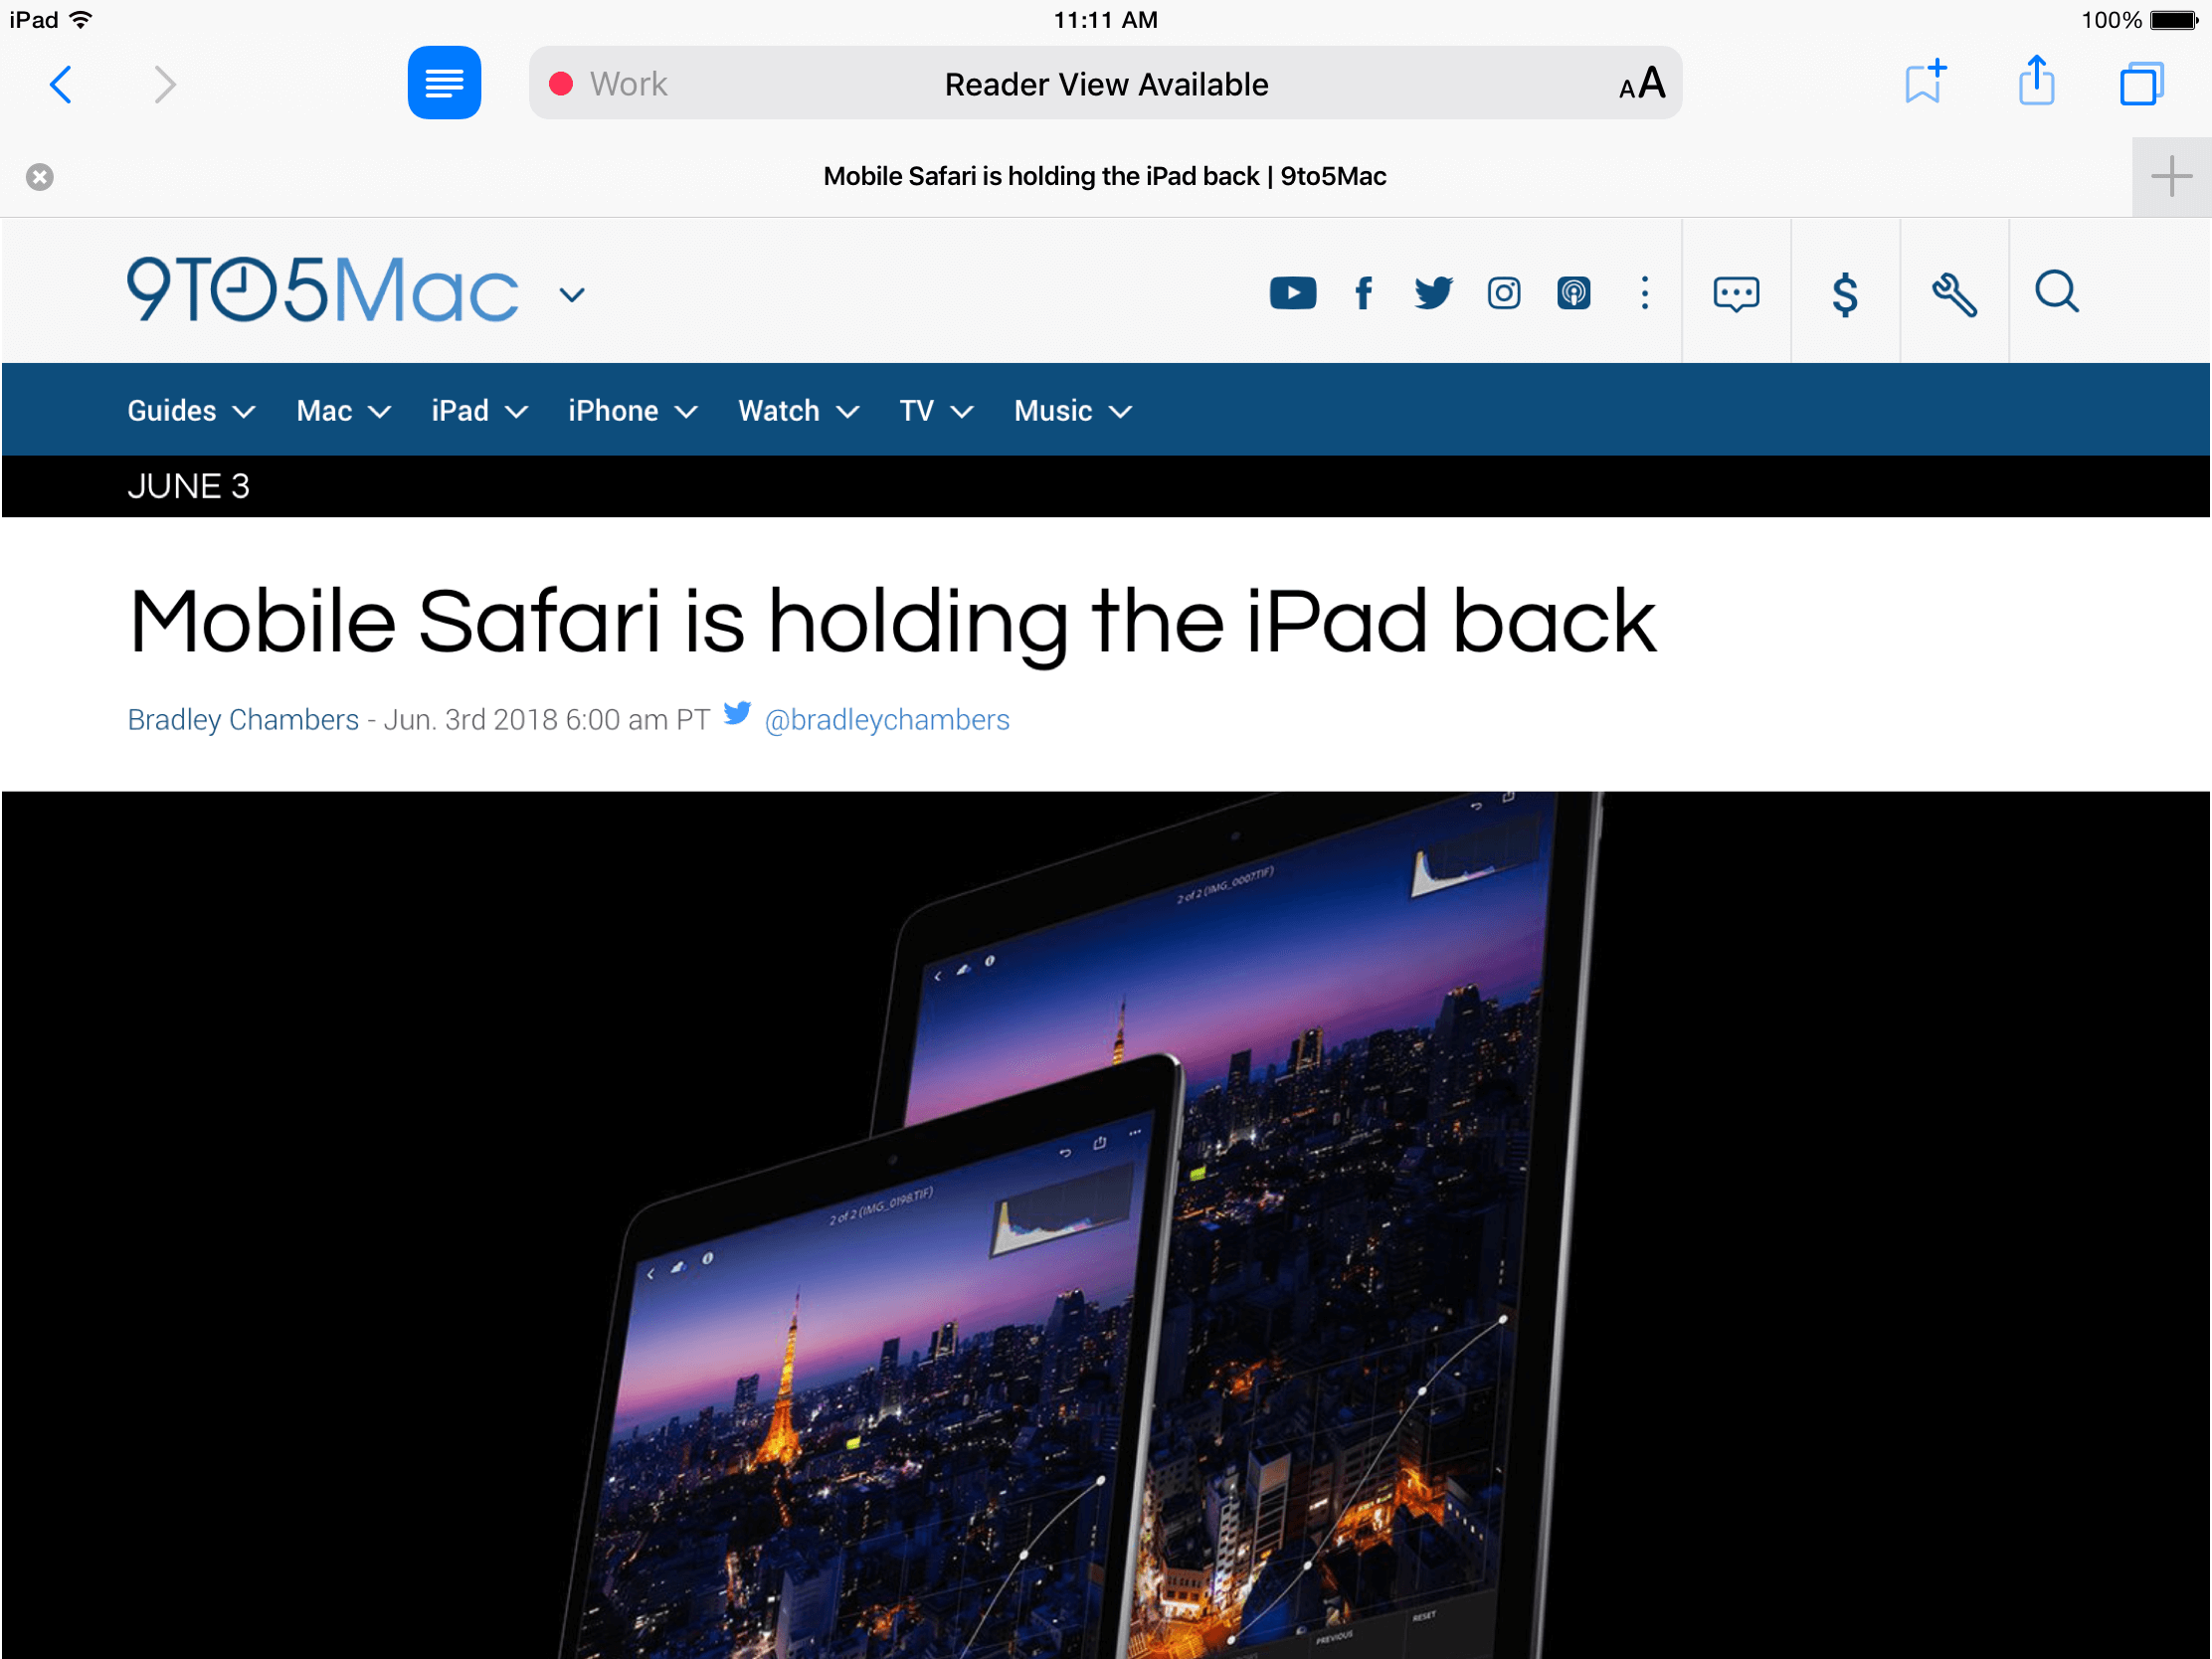 iPad 11:11 AM 100%
Work Reader View Available AA
Mobile Safari is holding the iPad back | 9to5Mac
9TO5Mac $
Guides Mac iPad iPhone Watch TV Music
JUNE 3
Mobile Safari is holding the iPad back
Bradley Chambers - Jun. 3rd 2018 6:00 am PT @bradleychambers
2 of 2 (IMG_0007.TIF)
2 of 2 (IMG_0198.TIF)
RESET
PREVIOUS